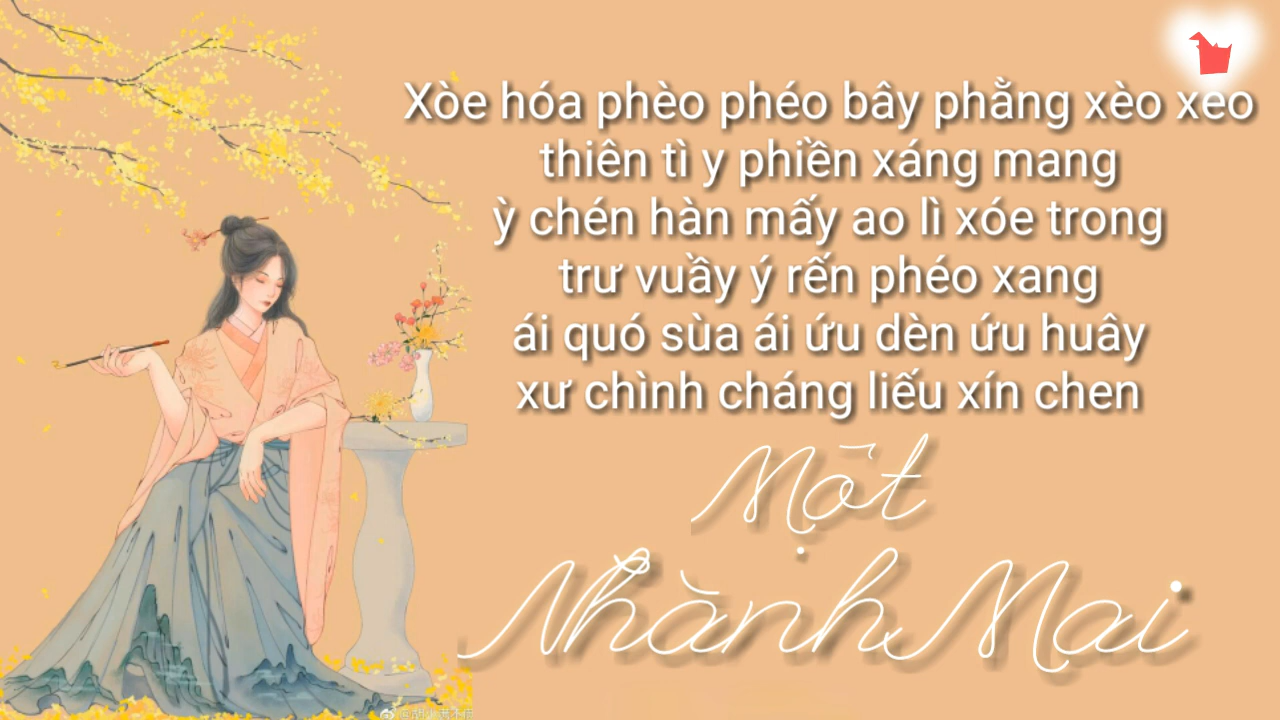 Xòe hóa phèo phéo bây phằng xèo xèo
thiên tì y phiền xáng mang
ỳ chén hàn mấy ao lì xóe trong
trư vuầy ý rến phéo xang
ái quó sùa ái ứu dèn ứu huây
xư chình cháng liếu xín chen
Một
Nhành Mai